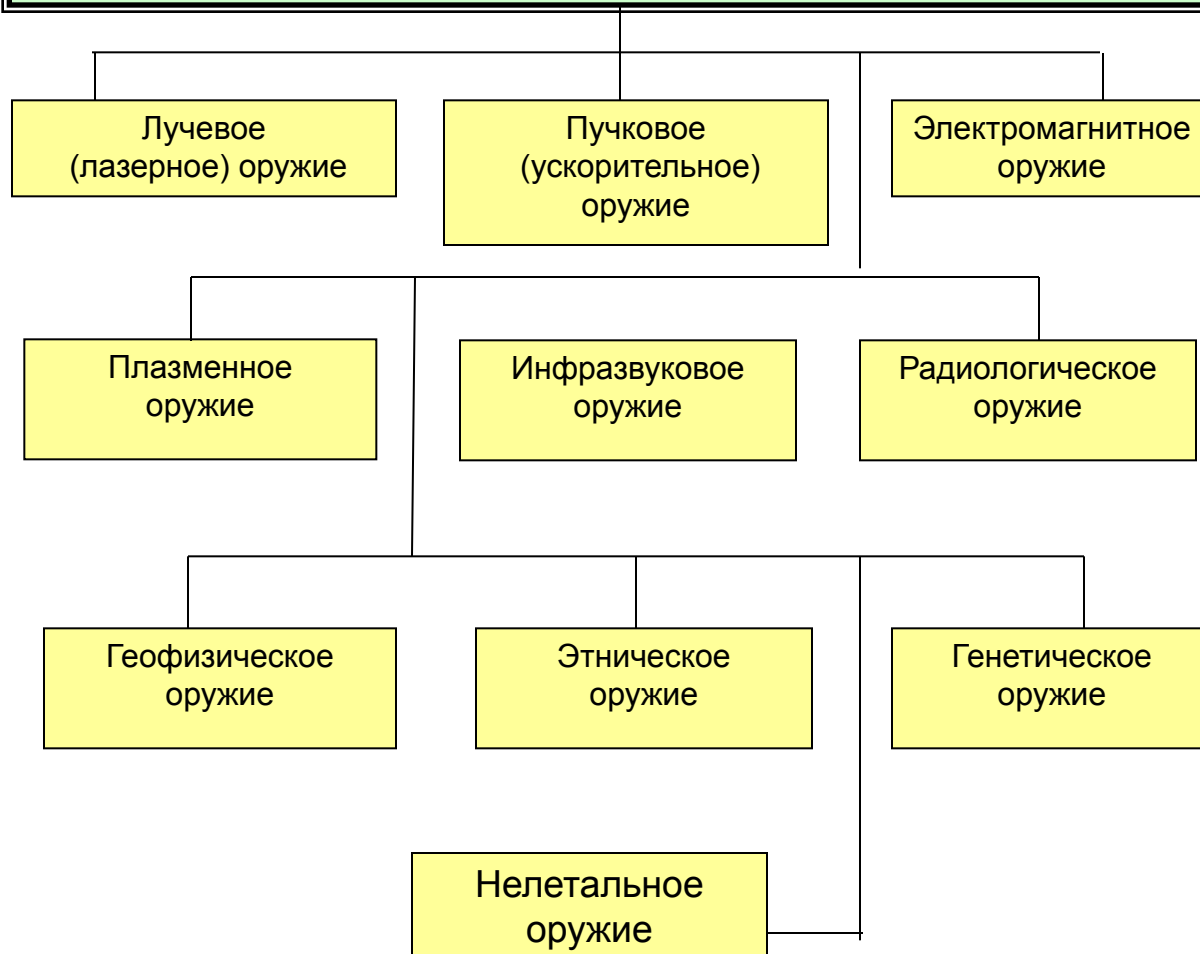 Лучевое
(лазерное) оружие
Пучковое
(ускорительное)
оружие
Электромагнитное
оружие
Плазменное
оружие
Инфразвуковое
оружие
Радиологическое
оружие
Геофизическое
оружие
Этническое
оружие
Генетическое
оружие
Нелетальное
оружие